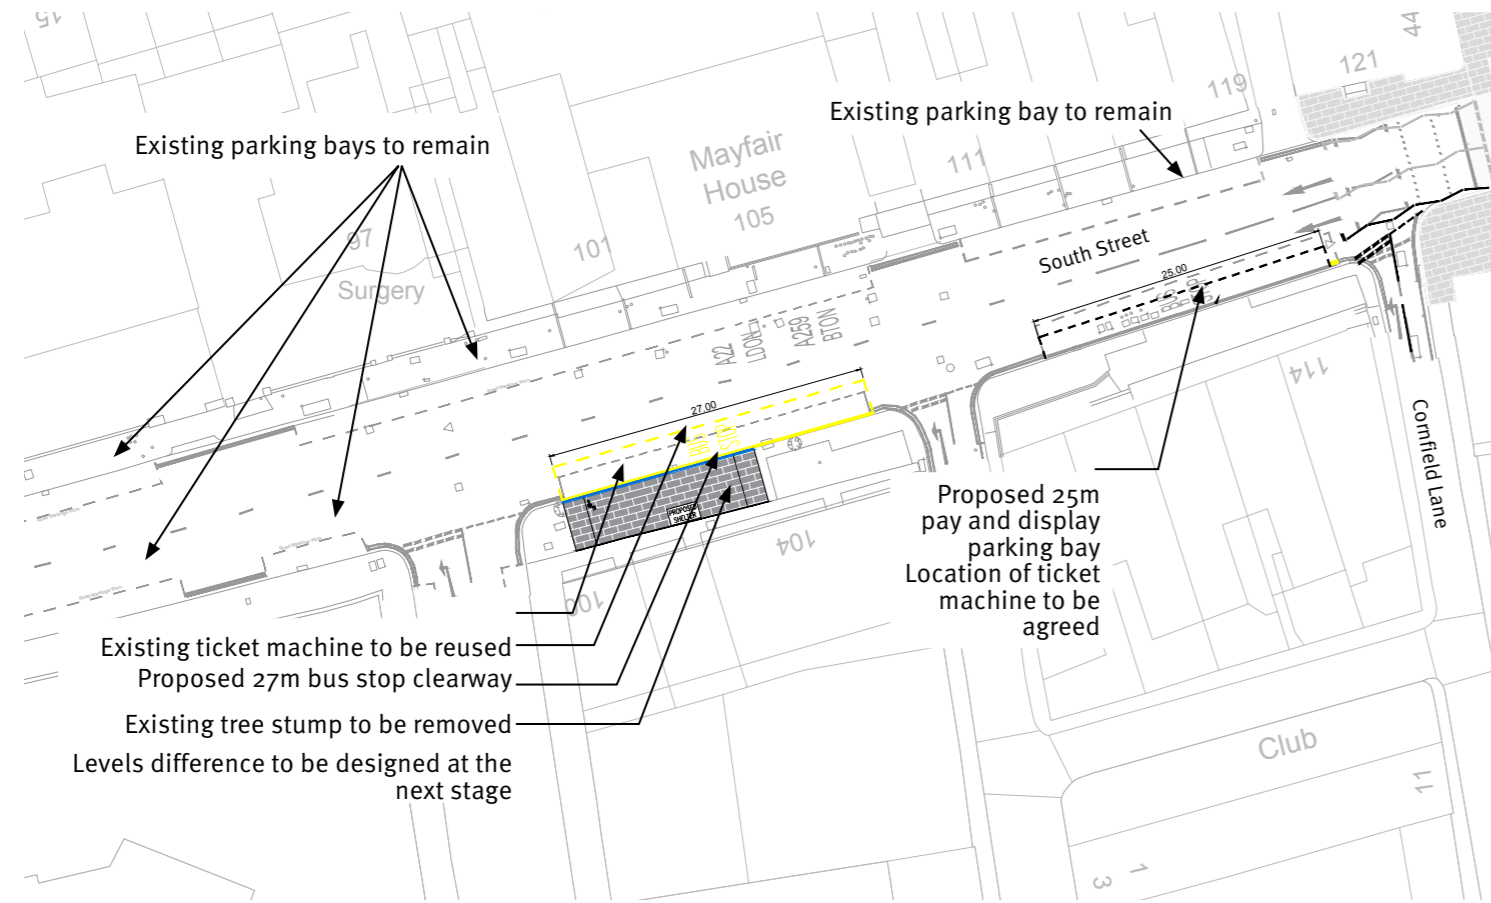 15
44
121
119
Existing parking bay to remain
Existing parking bays to remain
Mayfair
House
105
111
97
101
Surgery
South Street
25.00
A22
LDON
A259
BTON
27.00
BUS
STOP
114
Cornfield Lane
PROPOSED
SHELTER
104
100
Proposed 25m
pay and display
parking bay
Location of ticket
machine to be
agreed
Existing ticket machine to be reused
Proposed 27m bus stop clearway
Existing tree stump to be removed
Levels difference to be designed at the
next stage
Club
11
1
3